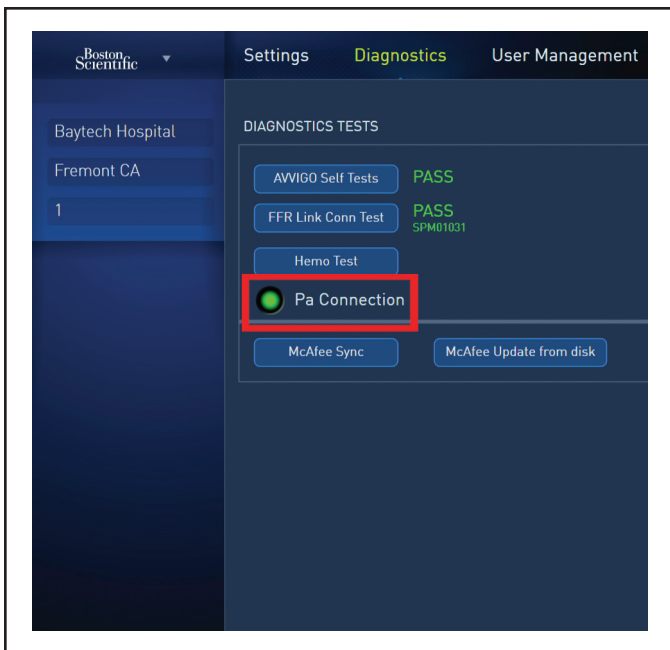 Boston
Scientific
Settings Diagnostics User Management
Baytech Hospital
Fremont CA
1
DIAGNOSTICS TESTS
AVVIGO Self Tests PASS
FFR Link Conn Test PASS
SPM01031
Hemo Test
Pa Connection
McAfee Sync McAfee Update from disk